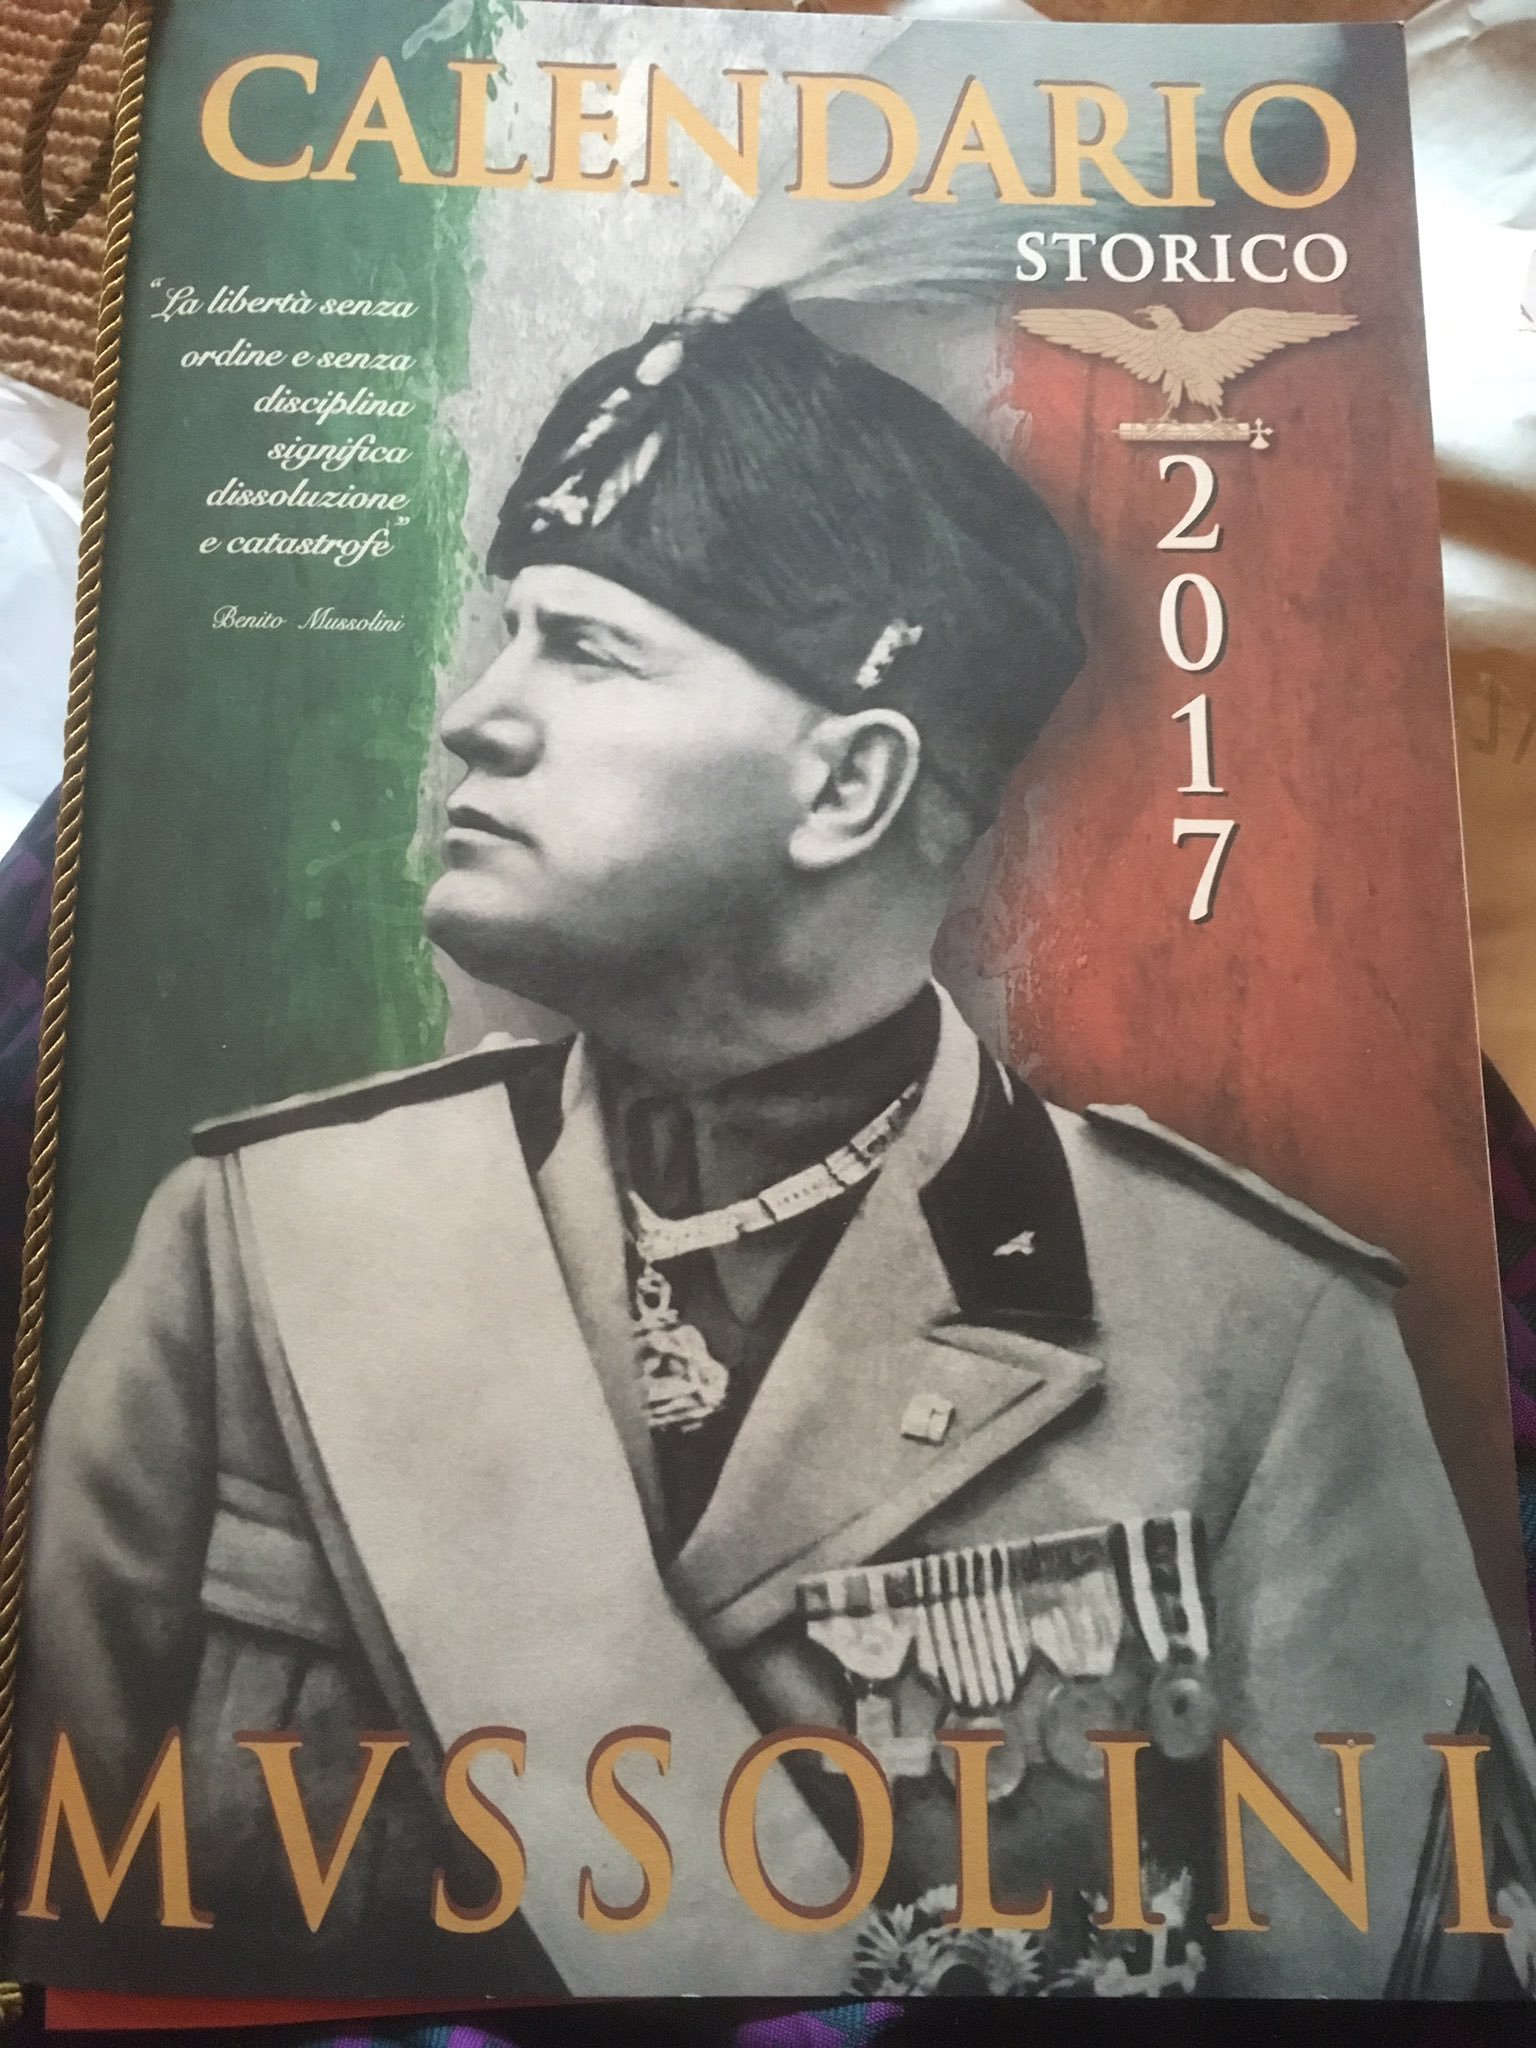 CALENDARIO
STORICO
"La libertà senza
ordine e senza
disciplina
significa
dissoluzione
e catastrofe"
Benito Mussolini
2
0
1
7
MVSSOLINI